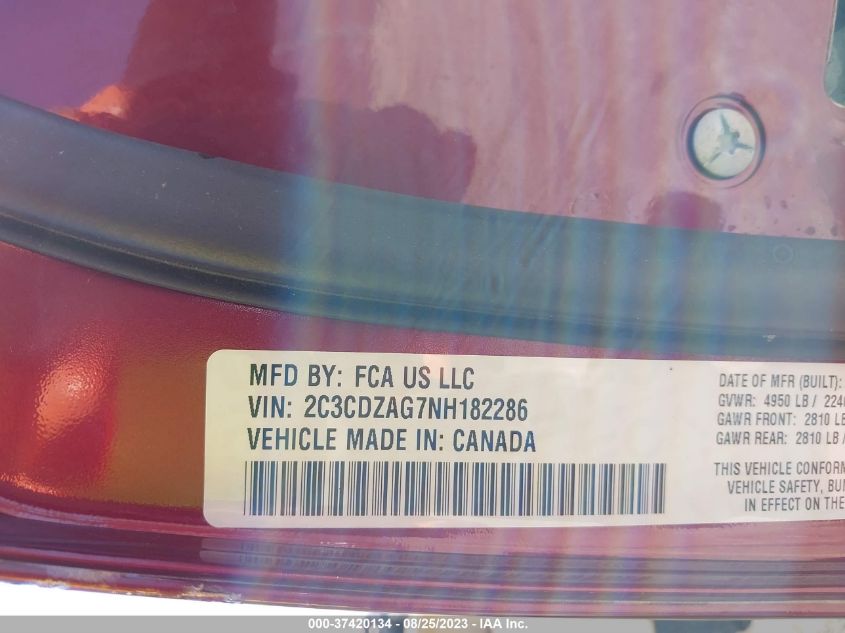 MFD BY: FCA US LLC
VIN: 2C3CDZAG7NH182286
VEHICLE MADE IN: CANADA
DATE OF MFR (BUILT):
GVWR: 4950 LB / 224
GAWR FRONT: 2810 LB
GAWR REAR: 2810 LB /
THIS VEHICLE CONFORM
VEHICLE SAFETY, BU
IN EFFECT ON THE
000-37420134 - 08/25/2023 - IAA Inc.